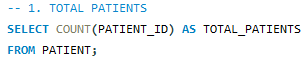 -- 1. TOTAL PATIENTS
SELECT COUNT(PATIENT_ID) AS TOTAL_PATIENTS
FROM PATIENT;